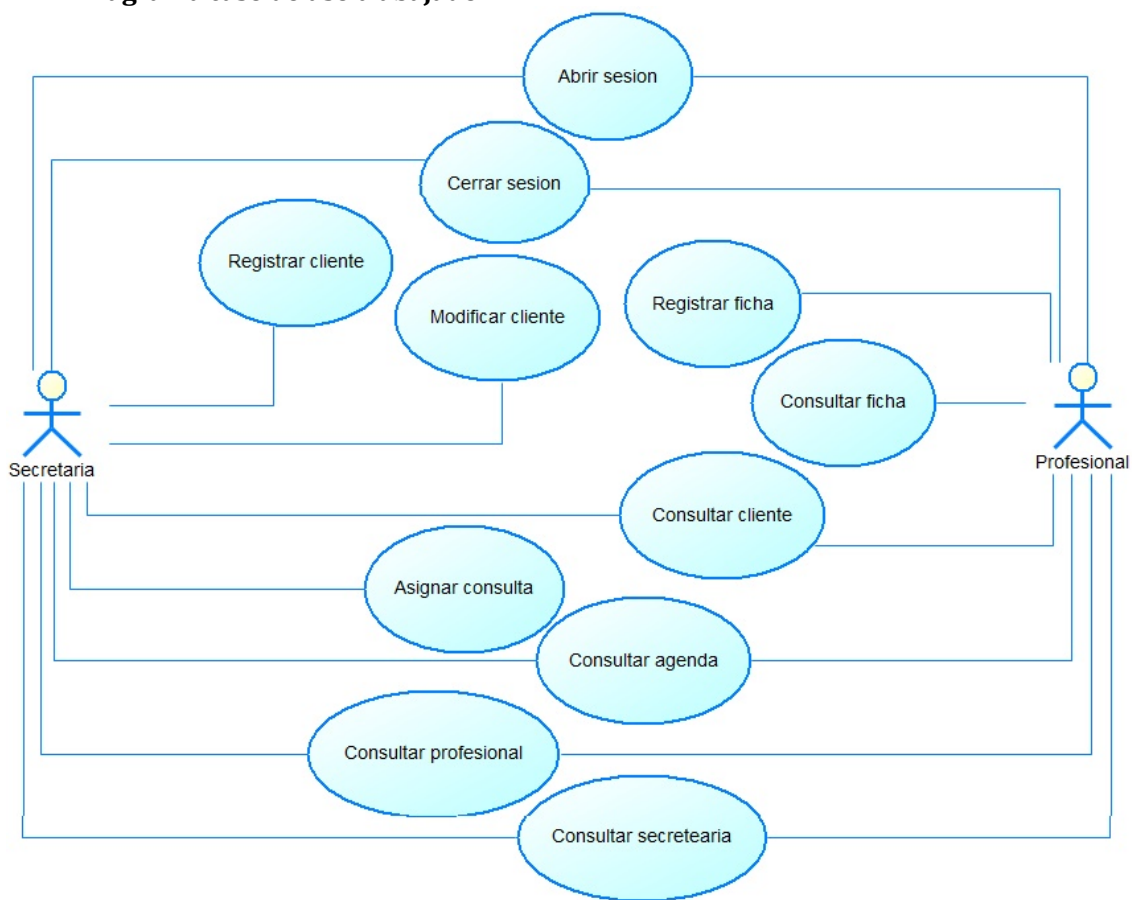 Abrir sesion
Cerrar sesion
Registrar cliente
Modificar cliente
Registrar ficha
Consultar ficha
Secretaria
Profesional
Consultar cliente
Asignar consulta
Consultar agenda
Consultar profesional
Consultar secretearia